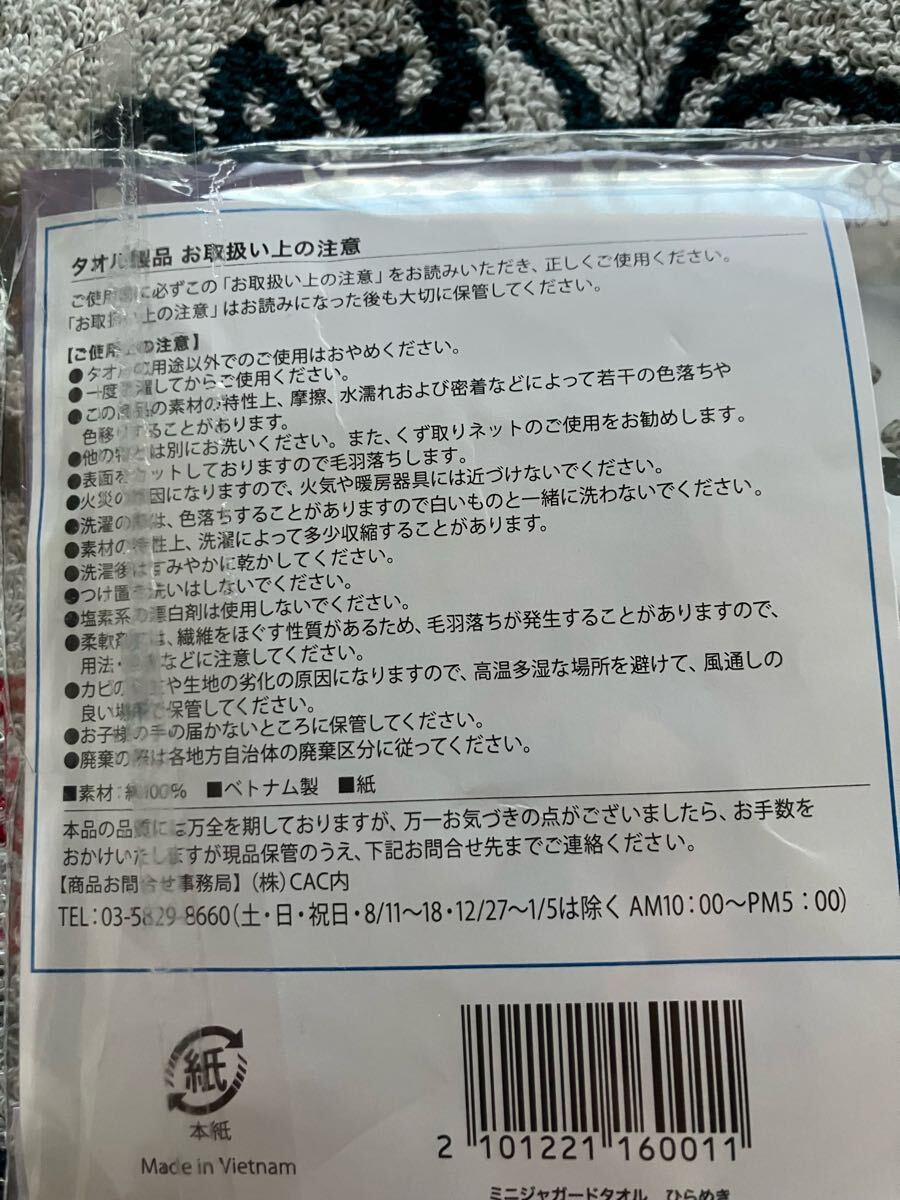 タオル製品 お取扱い上の注意
ご使用前に必ずこの「お取扱い上の注意」をお読みいただき、正しくご使用ください。
「お取扱い上の注意」はお読みになった後も大切に保管してください。
【ご使用上の注意】
●タオルの用途以外でのご使用はおやめください。
●一度洗濯してからご使用ください。
●この商品の素材の特性上、摩擦、水濡れおよび密着などによって若干の色落ちや
色移りすることがあります。
●他の物とは別にお洗いください。また、くず取りネットのご使用をお勧めします。
●表面をカットしておりますので毛羽落ちします。
●火災の原因になりますので、火気や暖房器具には近づけないでください。
●洗濯の際は、色落ちすることがありますので白いものと一緒に洗わないでください。
●素材の特性上、洗濯によって多少収縮することがあります。
●洗濯後はすみやかに乾かしてください。
●つけ置き洗いはしないでください。
●塩素系の漂白剤は使用しないでください。
●柔軟剤は、繊維をほぐす性質があるため、毛羽落ちが発生することがありますので、
用法・などに注意してください。
●カビの発生や生地の劣化の原因になりますので、高温多湿な場所を避けて、風通しの
良い場所で保管してください。
●お子様の手の届かないところに保管してください。
●廃棄の際は各地方自治体の廃棄区分に従ってください。
■素材:綿100% ■ベトナム製 ■紙
本品の品質には万全を期しておりますが、万一お気づきの点がございましたら、お手数を
おかけいたしますが現品保管のうえ、下記お問合せ先までご連絡ください。
【商品お問合せ事務局】(株)CAC内
TEL:03-5829-8660(土・日・祝日・8/11〜18・12/27〜1/5は除く AM10:00〜PM5:00)
紙
本紙
Made in Vietnam
2 101221 160011
ミニジャガードタオル ひらめき